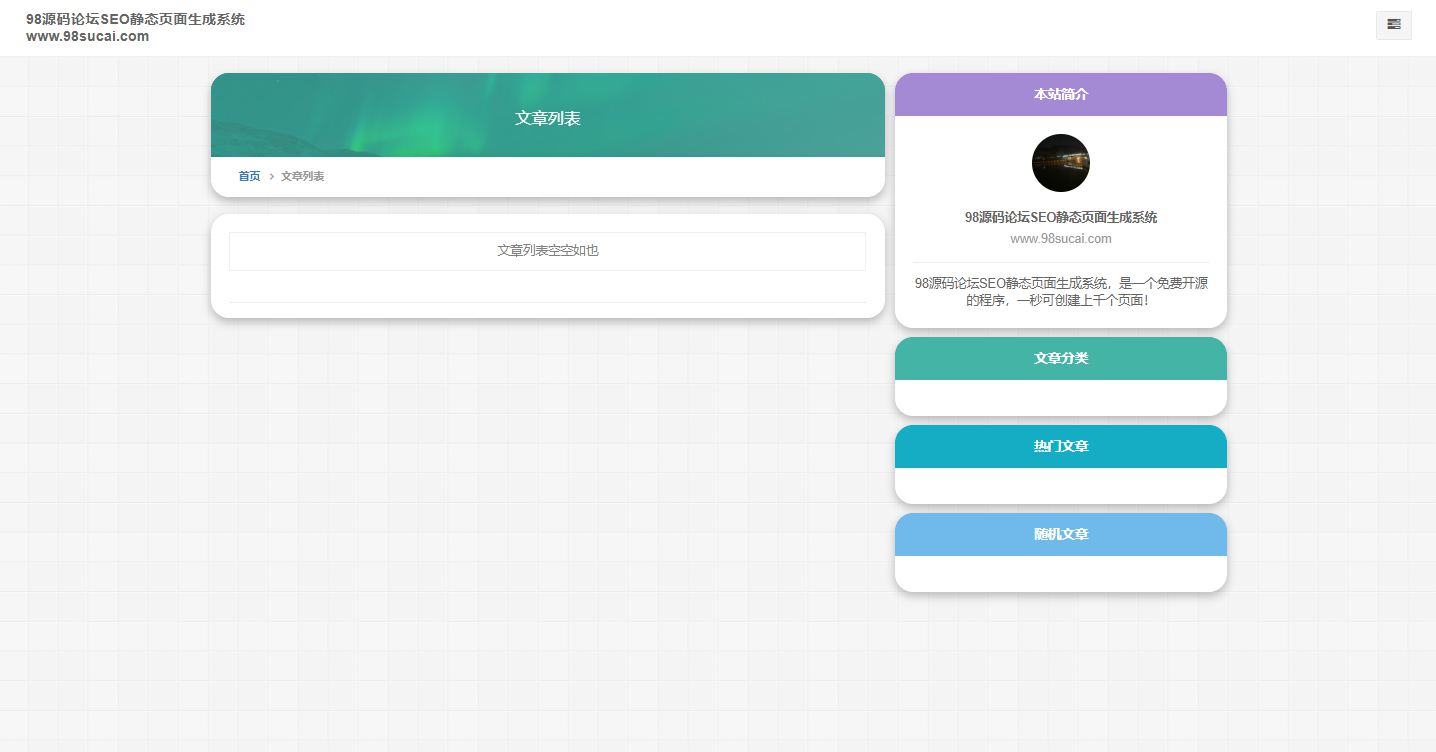 98源码论坛SEO静态页面生成系统
www.98sucai.com
文章列表
首页 > 文章列表
文章列表空空如也
本站简介
98源码论坛SEO静态页面生成系统
www.98sucai.com
98源码论坛SEO静态页面生成系统，是一个免费开源
的程序，一秒可创建上千个页面！
文章分类
热门文章
随机文章